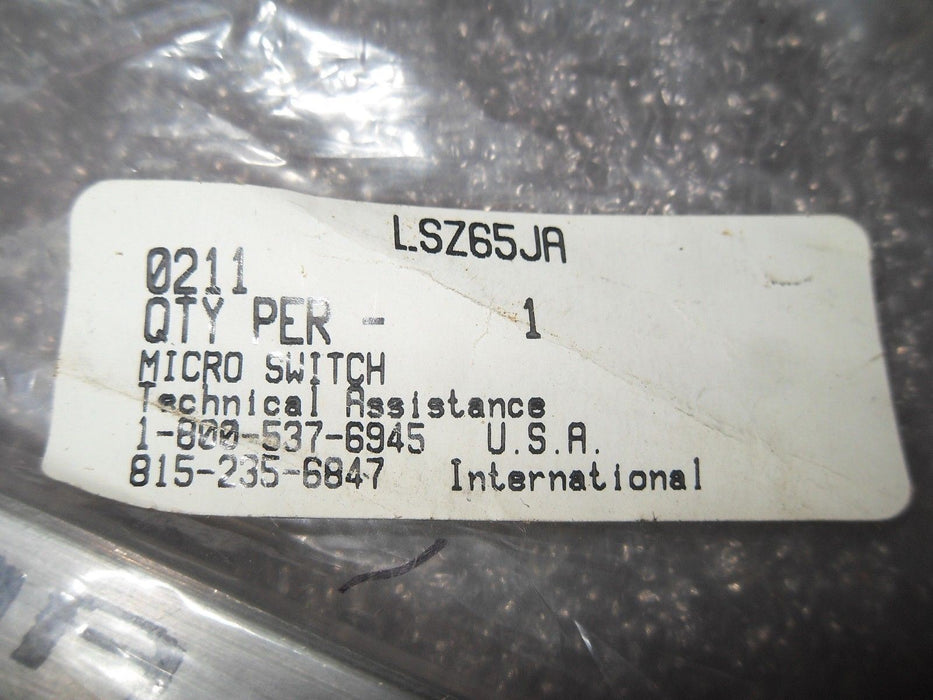 LSZ65JA
0211
QTY PER - 1
MICRO SWITCH
Technical Assistance
1-800-537-6945 U.S.A.
815-235-6847 International